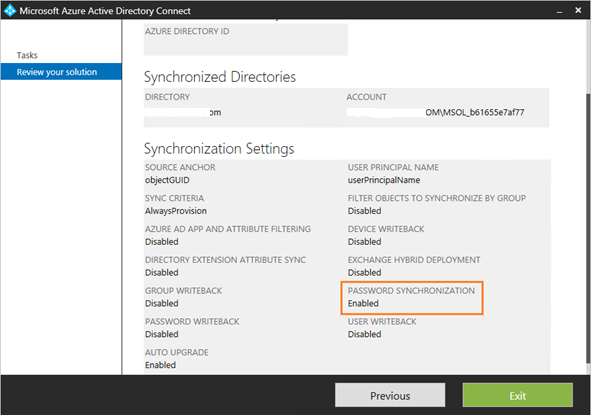 Microsoft Azure Active Directory Connect
AZURE DIRECTORY ID
Tasks
Review your solution
Synchronized Directories
DIRECTORY
om
ACCOUNT
OM\MSOL_b61655e7af77
Synchronization Settings
SOURCE ANCHOR
objectGUID
USER PRINCIPAL NAME
userPrincipalName
SYNC CRITERIA
AlwaysProvision
FILTER OBJECTS TO SYNCHRONIZE BY GROUP
Disabled
AZURE AD APP AND ATTRIBUTE FILTERING
Disabled
DEVICE WRITEBACK
Disabled
DIRECTORY EXTENSION ATTRIBUTE SYNC
Disabled
EXCHANGE HYBRID DEPLOYMENT
Disabled
GROUP WRITEBACK
Disabled
PASSWORD SYNCHRONIZATION
Enabled
PASSWORD WRITEBACK
Disabled
USER WRITEBACK
Disabled
AUTO UPGRADE
Enabled
Previous
Exit